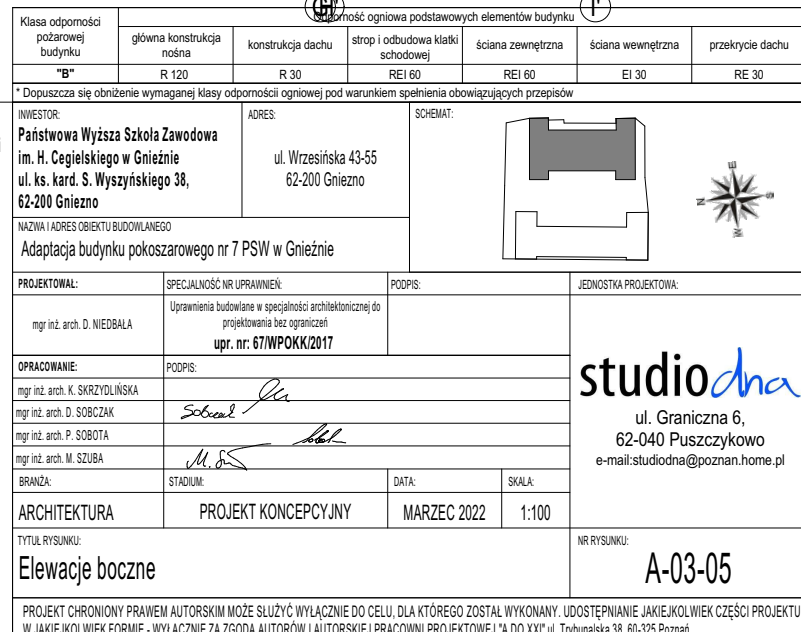 Klasa odporności pożarowej budynku
Odporność ogniowa podstawowych elementów budynku
główna konstrukcja nośna
konstrukcja dachu
strop i odbudowa klatki schodowej
ściana zewnętrzna
ściana wewnętrzna
przekrycie dachu
"B" R 120 R 30 REI 60 REI 60 EI 30 RE 30
* Dopuszcza się obniżenie wymaganej klasy odporności ogniowej pod warunkiem spełnienia obowiązujących przepisów
INWESTOR:
Państwowa Wyższa Szkoła Zawodowa
im. H. Cegielskiego w Gnieźnie
ul. ks. kard. S. Wyszyńskiego 38,
62-200 Gniezno
ADRES:
ul. Wrzesińska 43-55
62-200 Gniezno
SCHEMAT:
N E S W
NAZWA I ADRES OBIEKTU BUDOWLANEGO
Adaptacja budynku pokoszarowego nr 7 PSW w Gnieźnie
PROJEKTOWAŁ: SPECJALNOŚĆ NR UPRAWNIEŃ: PODPIS: JEDNOSTKA PROJEKTOWA:
mgr inż. arch. D. NIEDBAŁA
Uprawnienia budowlane w specjalności architektonicznej do
projektowania bez ograniczeń
upr. nr: 67/WPOKK/2017
OPRACOWANIE: PODPIS:
mgr inż. arch. K. SKRZYDLIŃSKA
mgr inż. arch. D. SOBCZAK Sobczak
mgr inż. arch. P. SOBOTA
mgr inż. arch. M. SZUBA
studio dna
ul. Graniczna 6,
62-040 Puszczykowo
e-mail:studiodna@poznan.home.pl
BRANŻA: STADIUM: DATA: SKALA:
ARCHITEKTURA PROJEKT KONCEPCYJNY MARZEC 2022 1:100
TYTUŁ RYSUNKU:
Elewacje boczne
NR RYSUNKU:
A-03-05
PROJEKT CHRONIONY PRAWEM AUTORSKIM MOŻE SŁUŻYĆ WYŁĄCZNIE DO CELU, DLA KTÓREGO ZOSTAŁ WYKONANY. UDOSTĘPNIANIE JAKIEJKOLWIEK CZĘŚCI PROJEKTU
W JAKIEJKOLWIEK FORMIE - WYŁĄCZNIE ZA ZGODĄ AUTORÓW I AUTORSKIEJ PRACOWNI PROJEKTOWEJ "A DO XXI" ul. Trybunalska 38, 60-325 Poznań